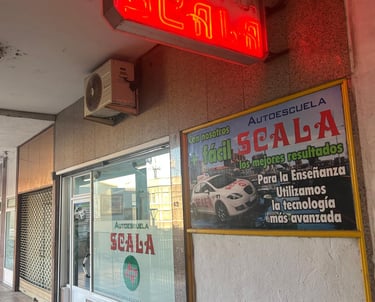 SCALA
AUTOESCUELA
Con nosotros
fácil
SCALA
los mejores resultados
Para la Enseñanza
Utilizamos
la tecnología
más avanzada
AUTOESCUELA
SCALA